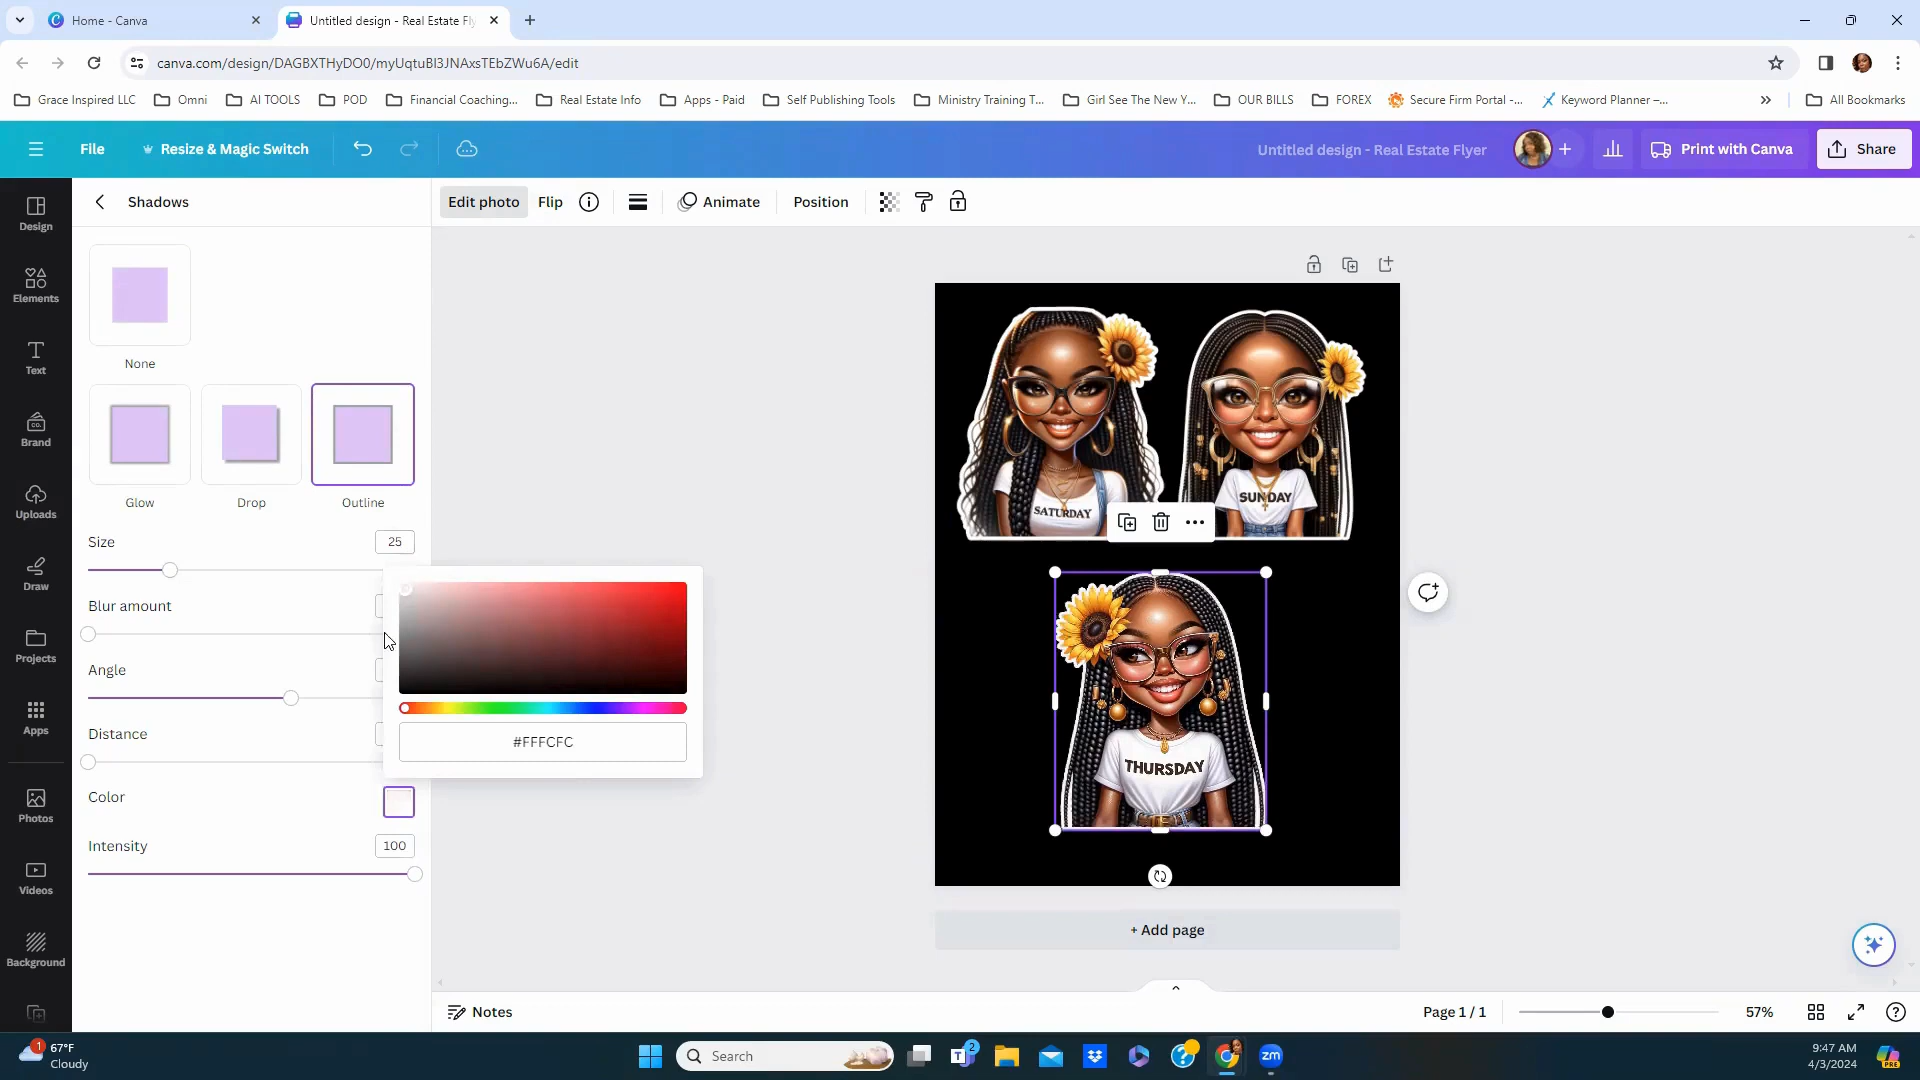 Home - Canva
Untitled design - Real Estate Fl
canva.com/design/DAGBXTHyDO0/myUqtuBl3JNAxsTEbZWu6A/edit
Grace Inspired LLC
Omni
AI TOOLS
POD
Financial Coaching...
Real Estate Info
Apps - Paid
Self Publishing Tools
Ministry Training T...
Girl See The New Y...
OUR BILLS
FOREX
Secure Firm Portal -...
Keyword Planner –...
All Bookmarks
File
Resize & Magic Switch
Untitled design - Real Estate Flyer
Print with Canva
Share
Design
Elements
Text
Brand
Uploads
Draw
Projects
Apps
Photos
Videos
Background
Shadows
None
Glow
Drop
Outline
Size
25
Blur amount
Angle
Distance
Color
Intensity
100
#FFFCFC
Edit photo
Flip
Animate
Position
SATURDAY
SUNDAY
THURSDAY
+ Add page
Notes
Page 1 / 1
57%
1
67°F
Cloudy
Search
2
9:47 AM
4/3/2024